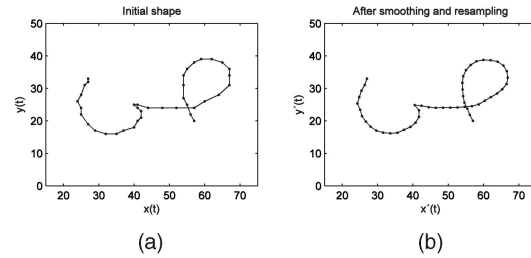 Initial shape
50
40
30
20
10
0
y(t)
20 30 40 50 60 70
x(t)
(a)
After smoothing and resampling
50
40
30
20
10
0
y´(t)
20 30 40 50 60 70
x´(t)
(b)